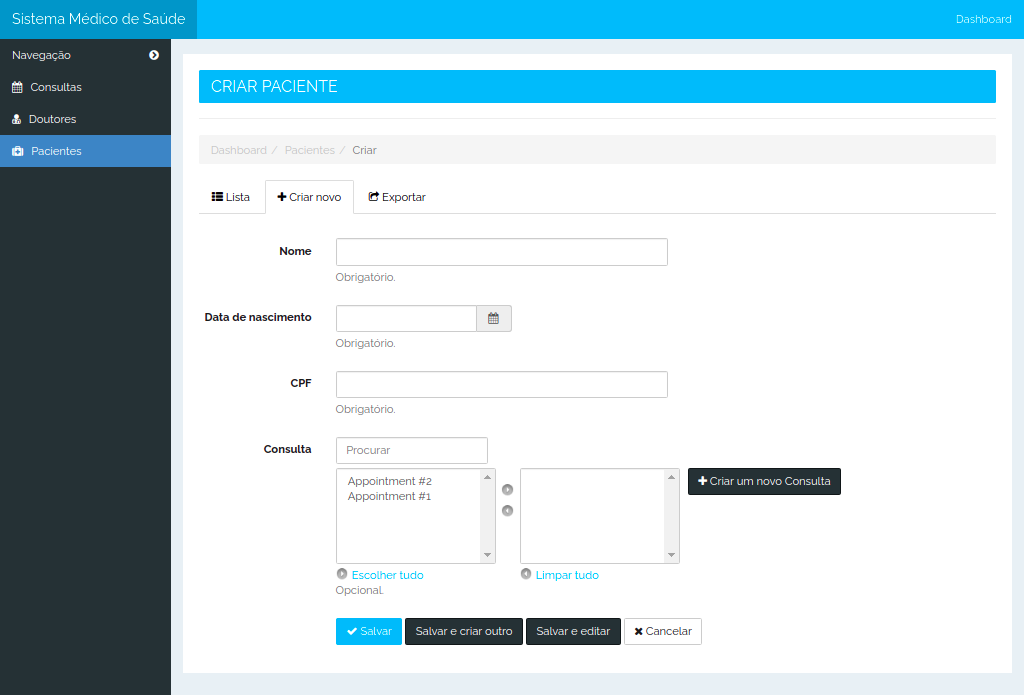 Sistema Médico de Saúde
Dashboard
Navegação
Consultas
Doutores
Pacientes
CRIAR PACIENTE
Dashboard / Pacientes / Criar
Lista
Criar novo
Exportar
Nome
Obrigatório.
Data de nascimento
Obrigatório.
CPF
Obrigatório.
Consulta
Procurar
Appointment #2
Appointment #1
Criar um novo Consulta
Escolher tudo
Limpar tudo
Opcional.
Salvar
Salvar e criar outro
Salvar e editar
Cancelar